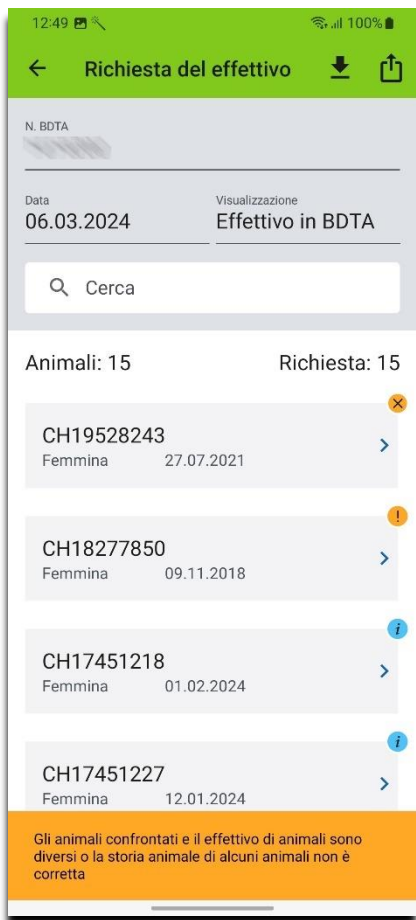 12:49 100%
Richiesta del effettivo
N. BDTA
Data Visualizzazione
06.03.2024 Effettivo in BDTA
Cerca
Animali: 15 Richiesta: 15
CH19528243
Femmina 27.07.2021
!
CH18277850
Femmina 09.11.2018
i
CH17451218
Femmina 01.02.2024
i
CH17451227
Femmina 12.01.2024
Gli animali confrontati e il effettivo di animali sono
diversi o la storia animale di alcuni animali non è
corretta